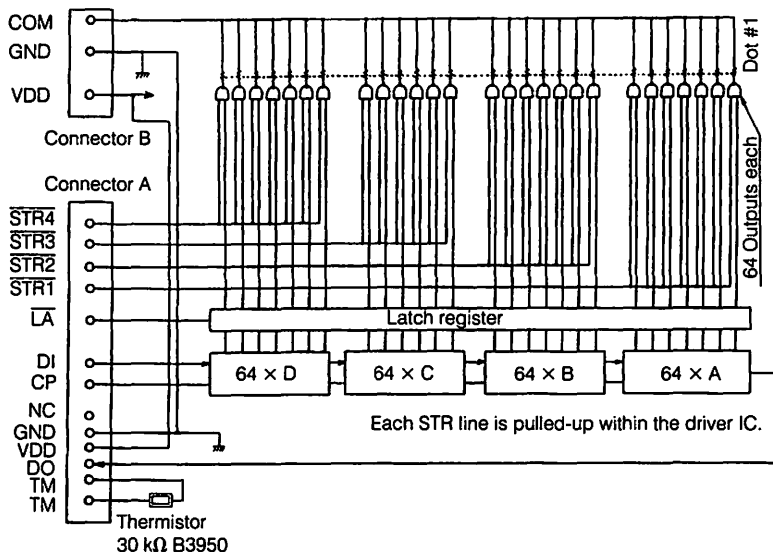 COM
GND
VDD
Connector B
Connector A
STR4
STR3
STR2
STR1
LA
DI
CP
NC
GND
VDD
DO
TM
TM
Thermistor
30 kΩ B3950
Dot #1
64 Outputs each
Latch register
64 × D
64 × C
64 × B
64 × A
Each STR line is pulled-up within the driver IC.